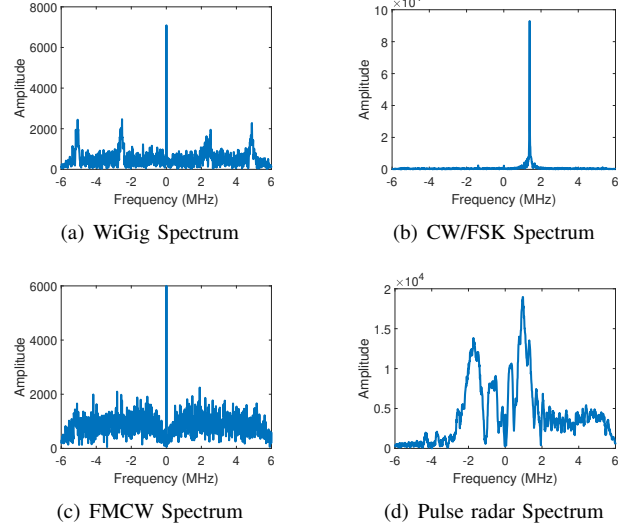 8000
6000
4000
2000
0
Amplitude
-6 -4 -2 0 2 4 6
Frequency (MHz)
(a) WiGig Spectrum
10
8
6
4
2
0
Amplitude
-6 -4 -2 0 2 4 6
Frequency (MHz)
(b) CW/FSK Spectrum
6000
4000
2000
0
Amplitude
-6 -4 -2 0 2 4 6
Frequency (MHz)
(c) FMCW Spectrum
×10⁴
2
1.5
1
0.5
0
Amplitude
-6 -4 -2 0 2 4 6
Frequency (MHz)
(d) Pulse radar Spectrum